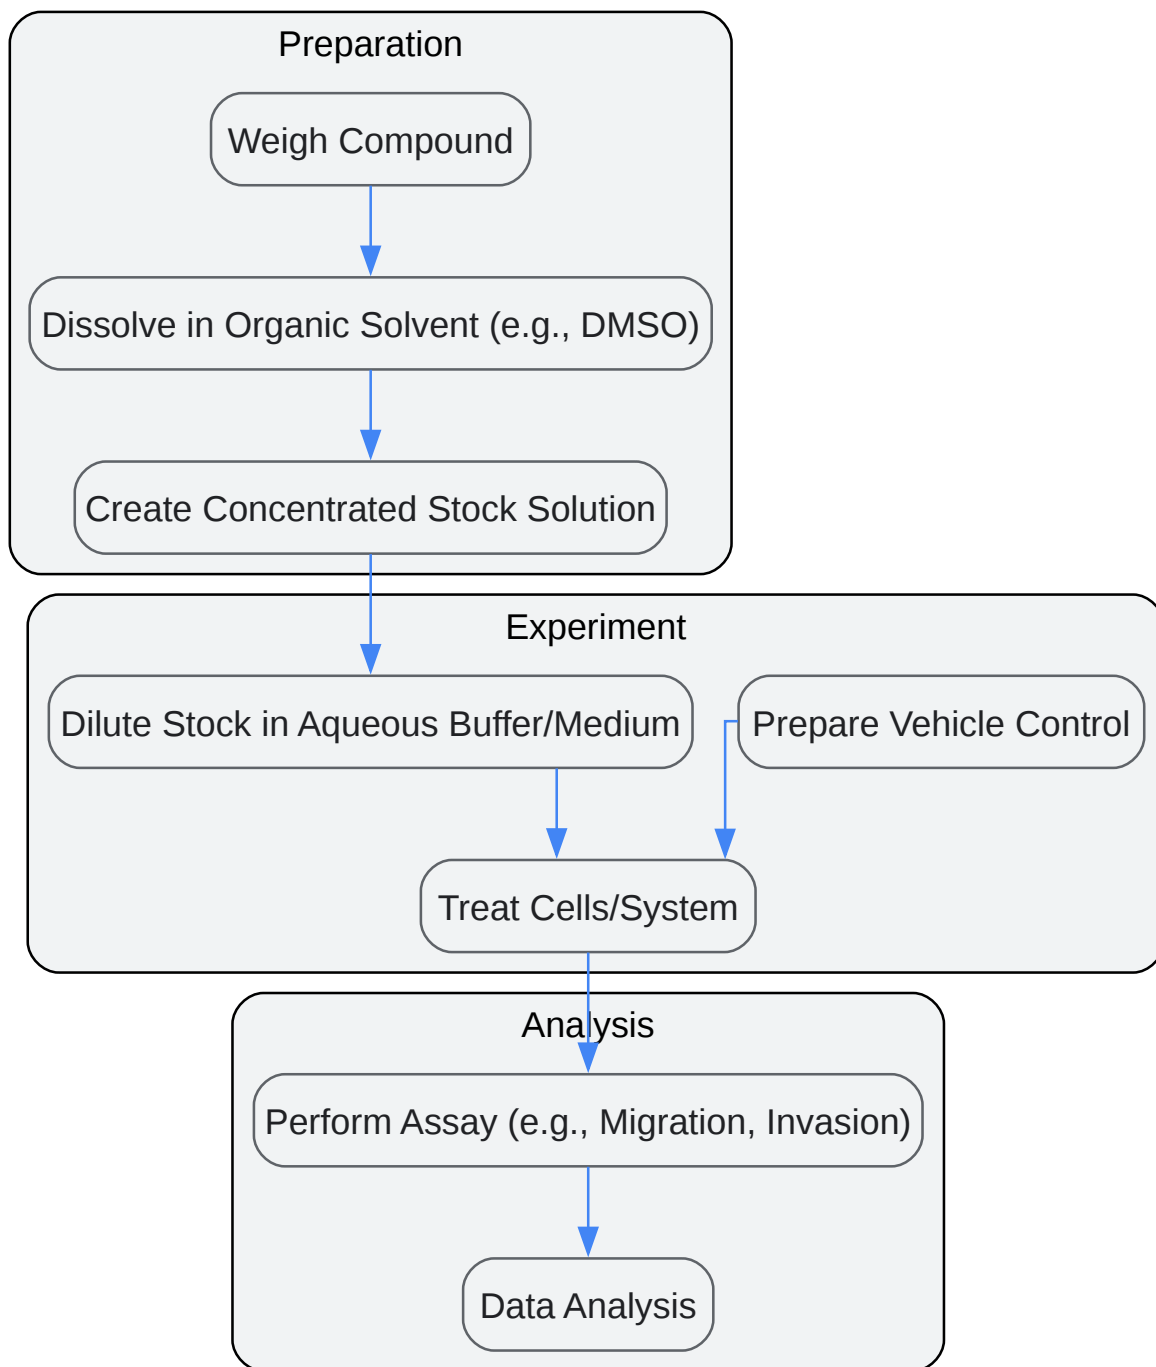 Preparation
Weigh Compound
Dissolve in Organic Solvent (e.g., DMSO)
Create Concentrated Stock Solution
Experiment
Dilute Stock in Aqueous Buffer/Medium
Prepare Vehicle Control
Treat Cells/System
Analysis
Perform Assay (e.g., Migration, Invasion)
Data Analysis